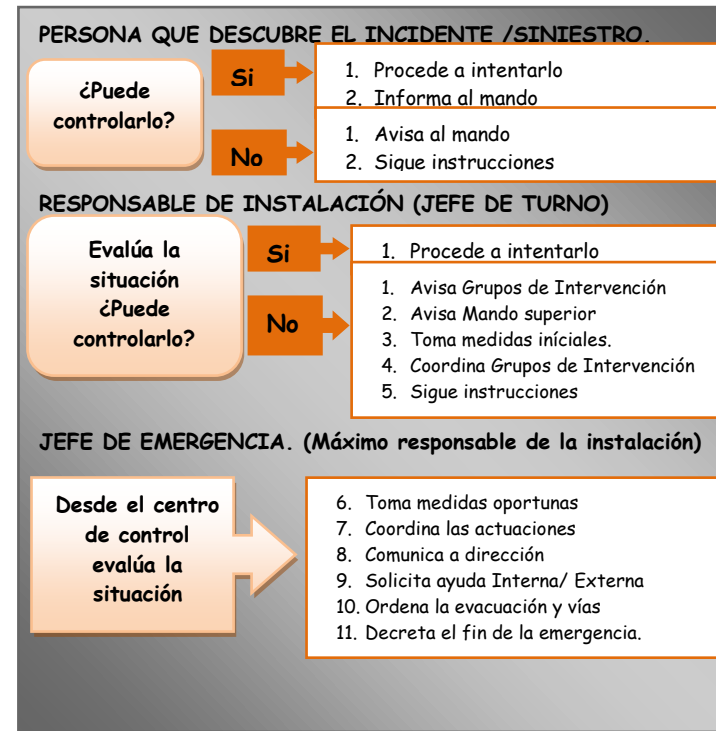 PERSONA QUE DESCUBRE EL INCIDENTE /SINIESTRO.
¿Puede
controlarlo?
Si
1. Procede a intentarlo
2. Informa al mando
No
1. Avisa al mando
2. Sigue instrucciones
RESPONSABLE DE INSTALACIÓN (JEFE DE TURNO)
Evalúa la
situación
¿Puede
controlarlo?
Si
1. Procede a intentarlo
No
1. Avisa Grupos de Intervención
2. Avisa Mando superior
3. Toma medidas iníciales.
4. Coordina Grupos de Intervención
5. Sigue instrucciones
JEFE DE EMERGENCIA. (Máximo responsable de la instalación)
Desde el centro
de control
evalúa la
situación
6. Toma medidas oportunas
7. Coordina las actuaciones
8. Comunica a dirección
9. Solicita ayuda Interna/ Externa
10. Ordena la evacuación y vías
11. Decreta el fin de la emergencia.